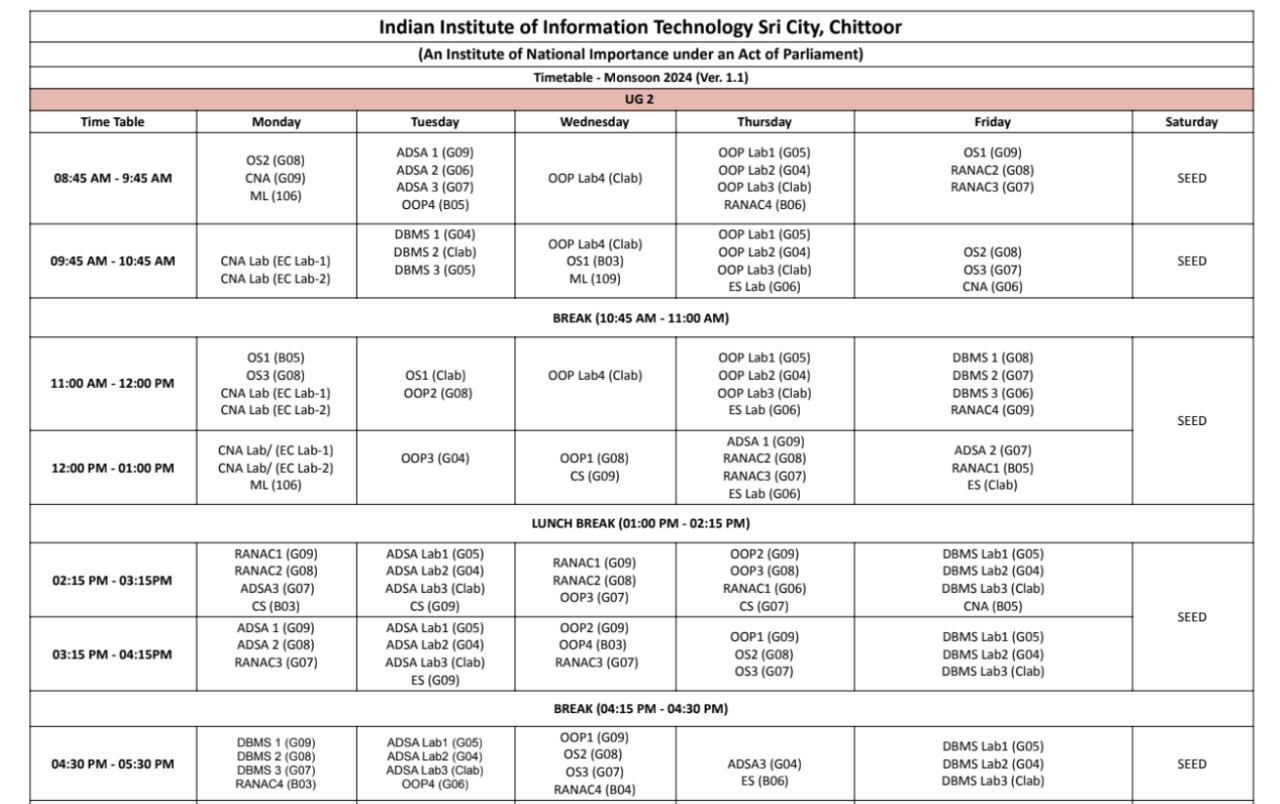 Indian Institute of Information Technology Sri City, Chittoor
(An Institute of National Importance under an Act of Parliament)
Timetable - Monsoon 2024 (Ver. 1.1)
UG 2
Time Table
Monday
Tuesday
Wednesday
Thursday
Friday
Saturday
08:45 AM - 9:45 AM
OS2 (G08)
CNA (G09)
ML (106)
ADSA 1 (G09)
ADSA 2 (G06)
ADSA 3 (G07)
OOP4 (B05)
OOP Lab4 (Clab)
OOP Lab1 (G05)
OOP Lab2 (G04)
OOP Lab3 (Clab)
RANAC4 (B06)
OS1 (G09)
RANAC2 (G08)
RANAC3 (G07)
SEED
09:45 AM - 10:45 AM
CNA Lab (EC Lab-1)
CNA Lab (EC Lab-2)
DBMS 1 (G04)
DBMS 2 (Clab)
DBMS 3 (G05)
OOP Lab4 (Clab)
OS1 (B03)
ML (109)
OOP Lab1 (G05)
OOP Lab2 (G04)
OOP Lab3 (Clab)
ES Lab (G06)
OS2 (G08)
OS3 (G07)
CNA (G06)
SEED
BREAK (10:45 AM - 11:00 AM)
11:00 AM - 12:00 PM
OS1 (B05)
OS3 (G08)
CNA Lab (EC Lab-1)
CNA Lab (EC Lab-2)
OS1 (Clab)
OOP2 (G08)
OOP Lab4 (Clab)
OOP Lab1 (G05)
OOP Lab2 (G04)
OOP Lab3 (Clab)
ES Lab (G06)
DBMS 1 (G08)
DBMS 2 (G07)
DBMS 3 (G06)
RANAC4 (G09)
SEED
12:00 PM - 01:00 PM
CNA Lab/ (EC Lab-1)
CNA Lab/ (EC Lab-2)
ML (106)
OOP3 (G04)
OOP1 (G08)
CS (G09)
ADSA 1 (G09)
RANAC2 (G08)
RANAC3 (G07)
ES Lab (G06)
ADSA 2 (G07)
RANAC1 (B05)
ES (Clab)
LUNCH BREAK (01:00 PM - 02:15 PM)
02:15 PM - 03:15PM
RANAC1 (G09)
RANAC2 (G08)
ADSA3 (G07)
CS (B03)
ADSA Lab1 (G05)
ADSA Lab2 (G04)
ADSA Lab3 (Clab)
CS (G09)
RANAC1 (G09)
RANAC2 (G08)
OOP3 (G07)
OOP2 (G09)
OOP3 (G08)
RANAC1 (G06)
CS (G07)
DBMS Lab1 (G05)
DBMS Lab2 (G04)
DBMS Lab3 (Clab)
CNA (B05)
SEED
03:15 PM - 04:15PM
ADSA 1 (G09)
ADSA 2 (G08)
RANAC3 (G07)
ADSA Lab1 (G05)
ADSA Lab2 (G04)
ADSA Lab3 (Clab)
ES (G09)
OOP2 (G09)
OOP4 (B03)
RANAC3 (G07)
OOP1 (G09)
OS2 (G08)
OS3 (G07)
DBMS Lab1 (G05)
DBMS Lab2 (G04)
DBMS Lab3 (Clab)
BREAK (04:15 PM - 04:30 PM)
04:30 PM - 05:30 PM
DBMS 1 (G09)
DBMS 2 (G08)
DBMS 3 (G07)
RANAC4 (B03)
ADSA Lab1 (G05)
ADSA Lab2 (G04)
ADSA Lab3 (Clab)
OOP4 (G06)
OOP1 (G09)
OS2 (G08)
OS3 (G07)
RANAC4 (B04)
ADSA3 (G04)
ES (B06)
DBMS Lab1 (G05)
DBMS Lab2 (G04)
DBMS Lab3 (Clab)
SEED